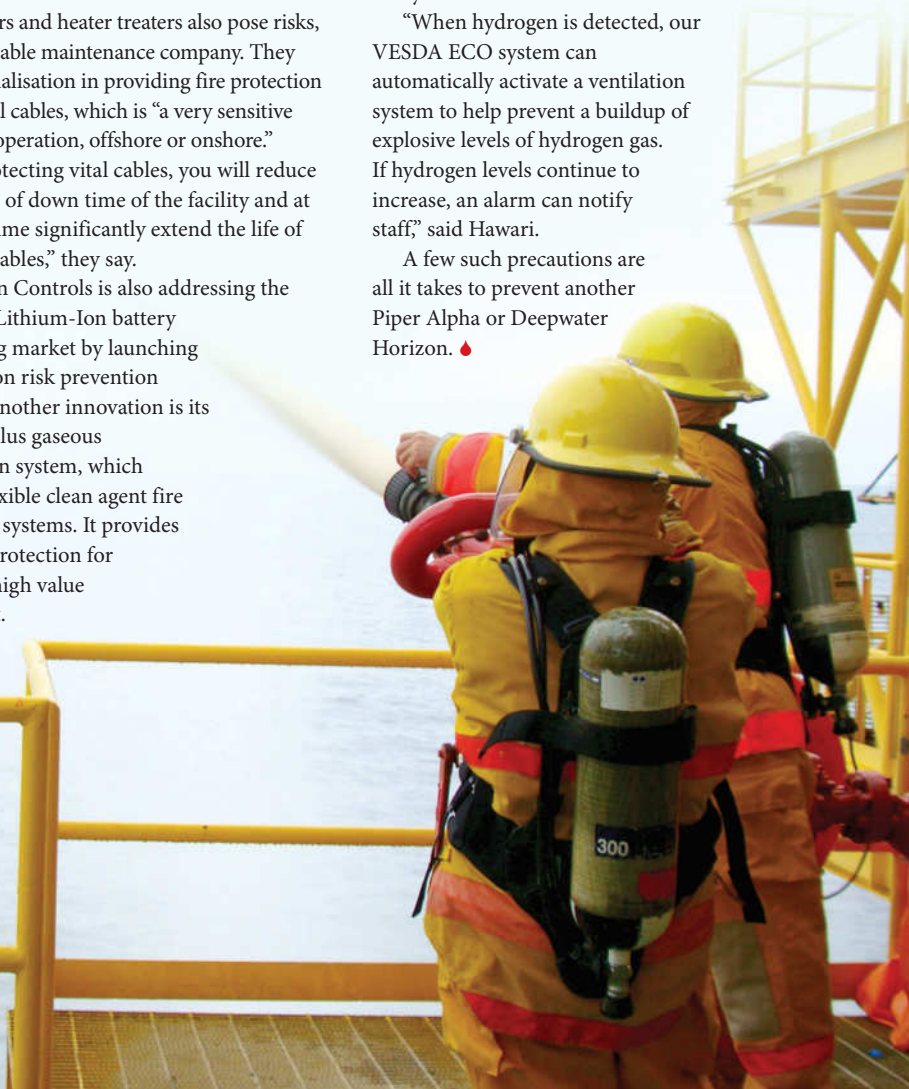 rs and heater treaters also pose risks,
able maintenance company. They
alisation in providing fire protection
l cables, which is “a very sensitive
operation, offshore or onshore.”
otecting vital cables, you will reduce
of down time of the facility and at
me significantly extend the life of
ables,” they say.
n Controls is also addressing the
Lithium-Ion battery
g market by launching
on risk prevention
nother innovation is its
lus gaseous
n system, which
xible clean agent fire
systems. It provides
rotection for
high value
.
“When hydrogen is detected, our
VESDA ECO system can
automatically activate a ventilation
system to help prevent a buildup of
explosive levels of hydrogen gas.
If hydrogen levels continue to
increase, an alarm can notify
staff,” said Hawari.
A few such precautions are
all it takes to prevent another
Piper Alpha or Deepwater
Horizon.
300